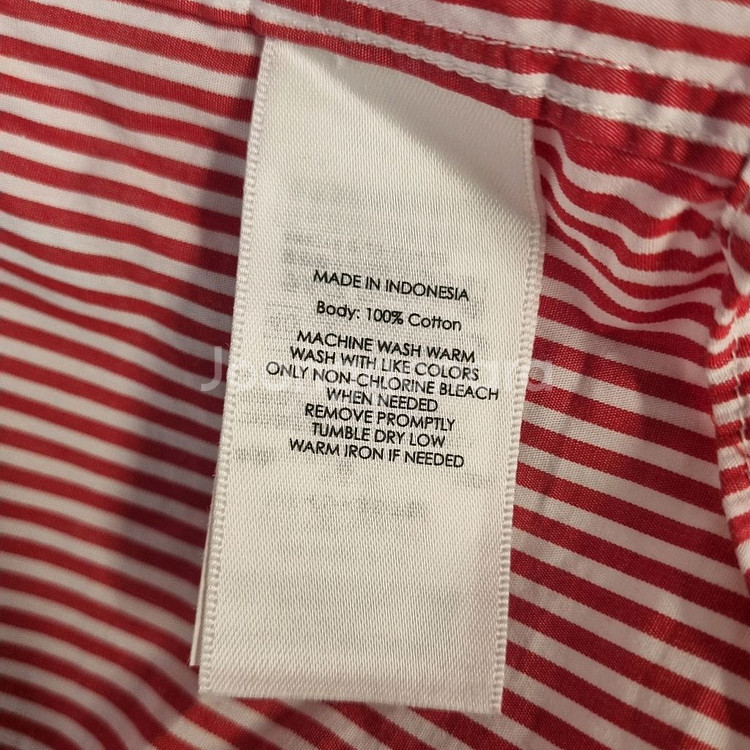 MADE IN INDONESIA
Body: 100% Cotton
MACHINE WASH WARM
WASH WITH LIKE COLORS
ONLY NON-CHLORINE BLEACH
WHEN NEEDED
REMOVE PROMPTLY
TUMBLE DRY LOW
WARM IRON IF NEEDED